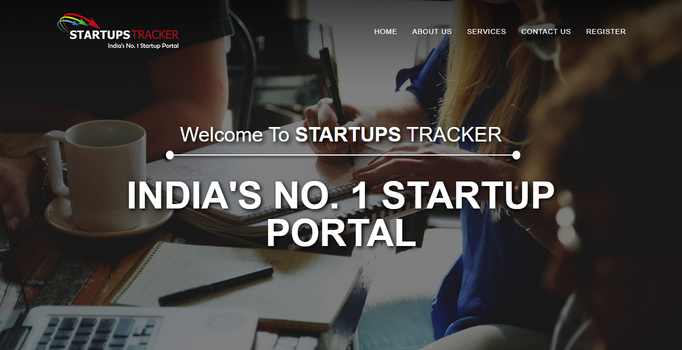 STARTUPS TRACKER
India's No. 1 Startup Portal
HOME ABOUT US SERVICES CONTACT US REGISTER
Welcome To STARTUPS TRACKER
INDIA'S NO. 1 STARTUP
PORTAL